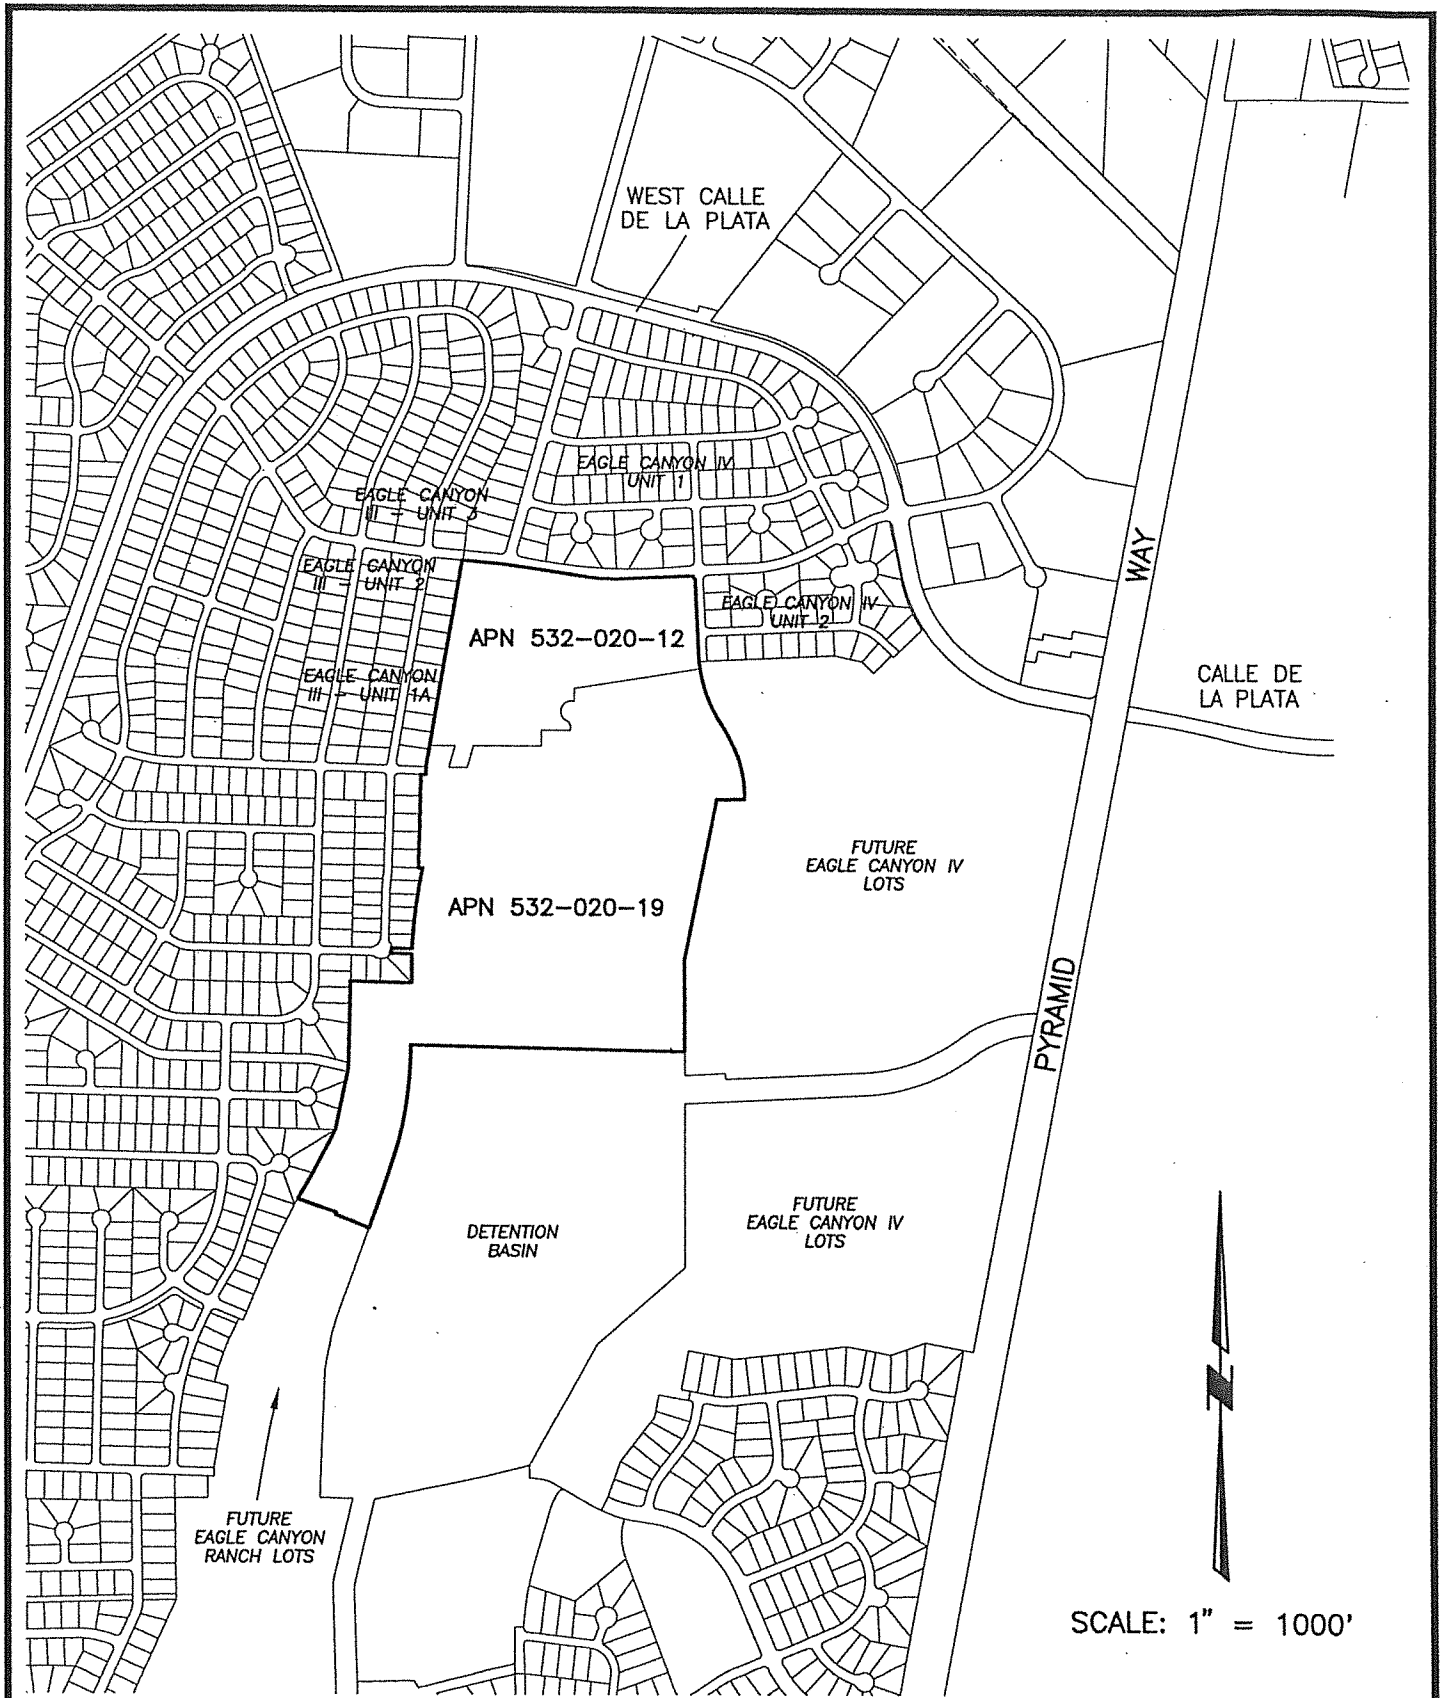 WEST CALLE
DE LA PLATA
EAGLE CANYON IV
UNIT 1
EAGLE CANYON
III - UNIT 3
EAGLE CANYON
III - UNIT 2
WAY
EAGLE CANYON IV
UNIT 2
APN 532-020-12
EAGLE CANYON
III - UNIT 1A
CALLE DE
LA PLATA
FUTURE
EAGLE CANYON IV
LOTS
APN 532-020-19
PYRAMID
FUTURE
EAGLE CANYON IV
LOTS
DETENTION
BASIN
N
FUTURE
EAGLE CANYON
RANCH LOTS
SCALE: 1" = 1000'